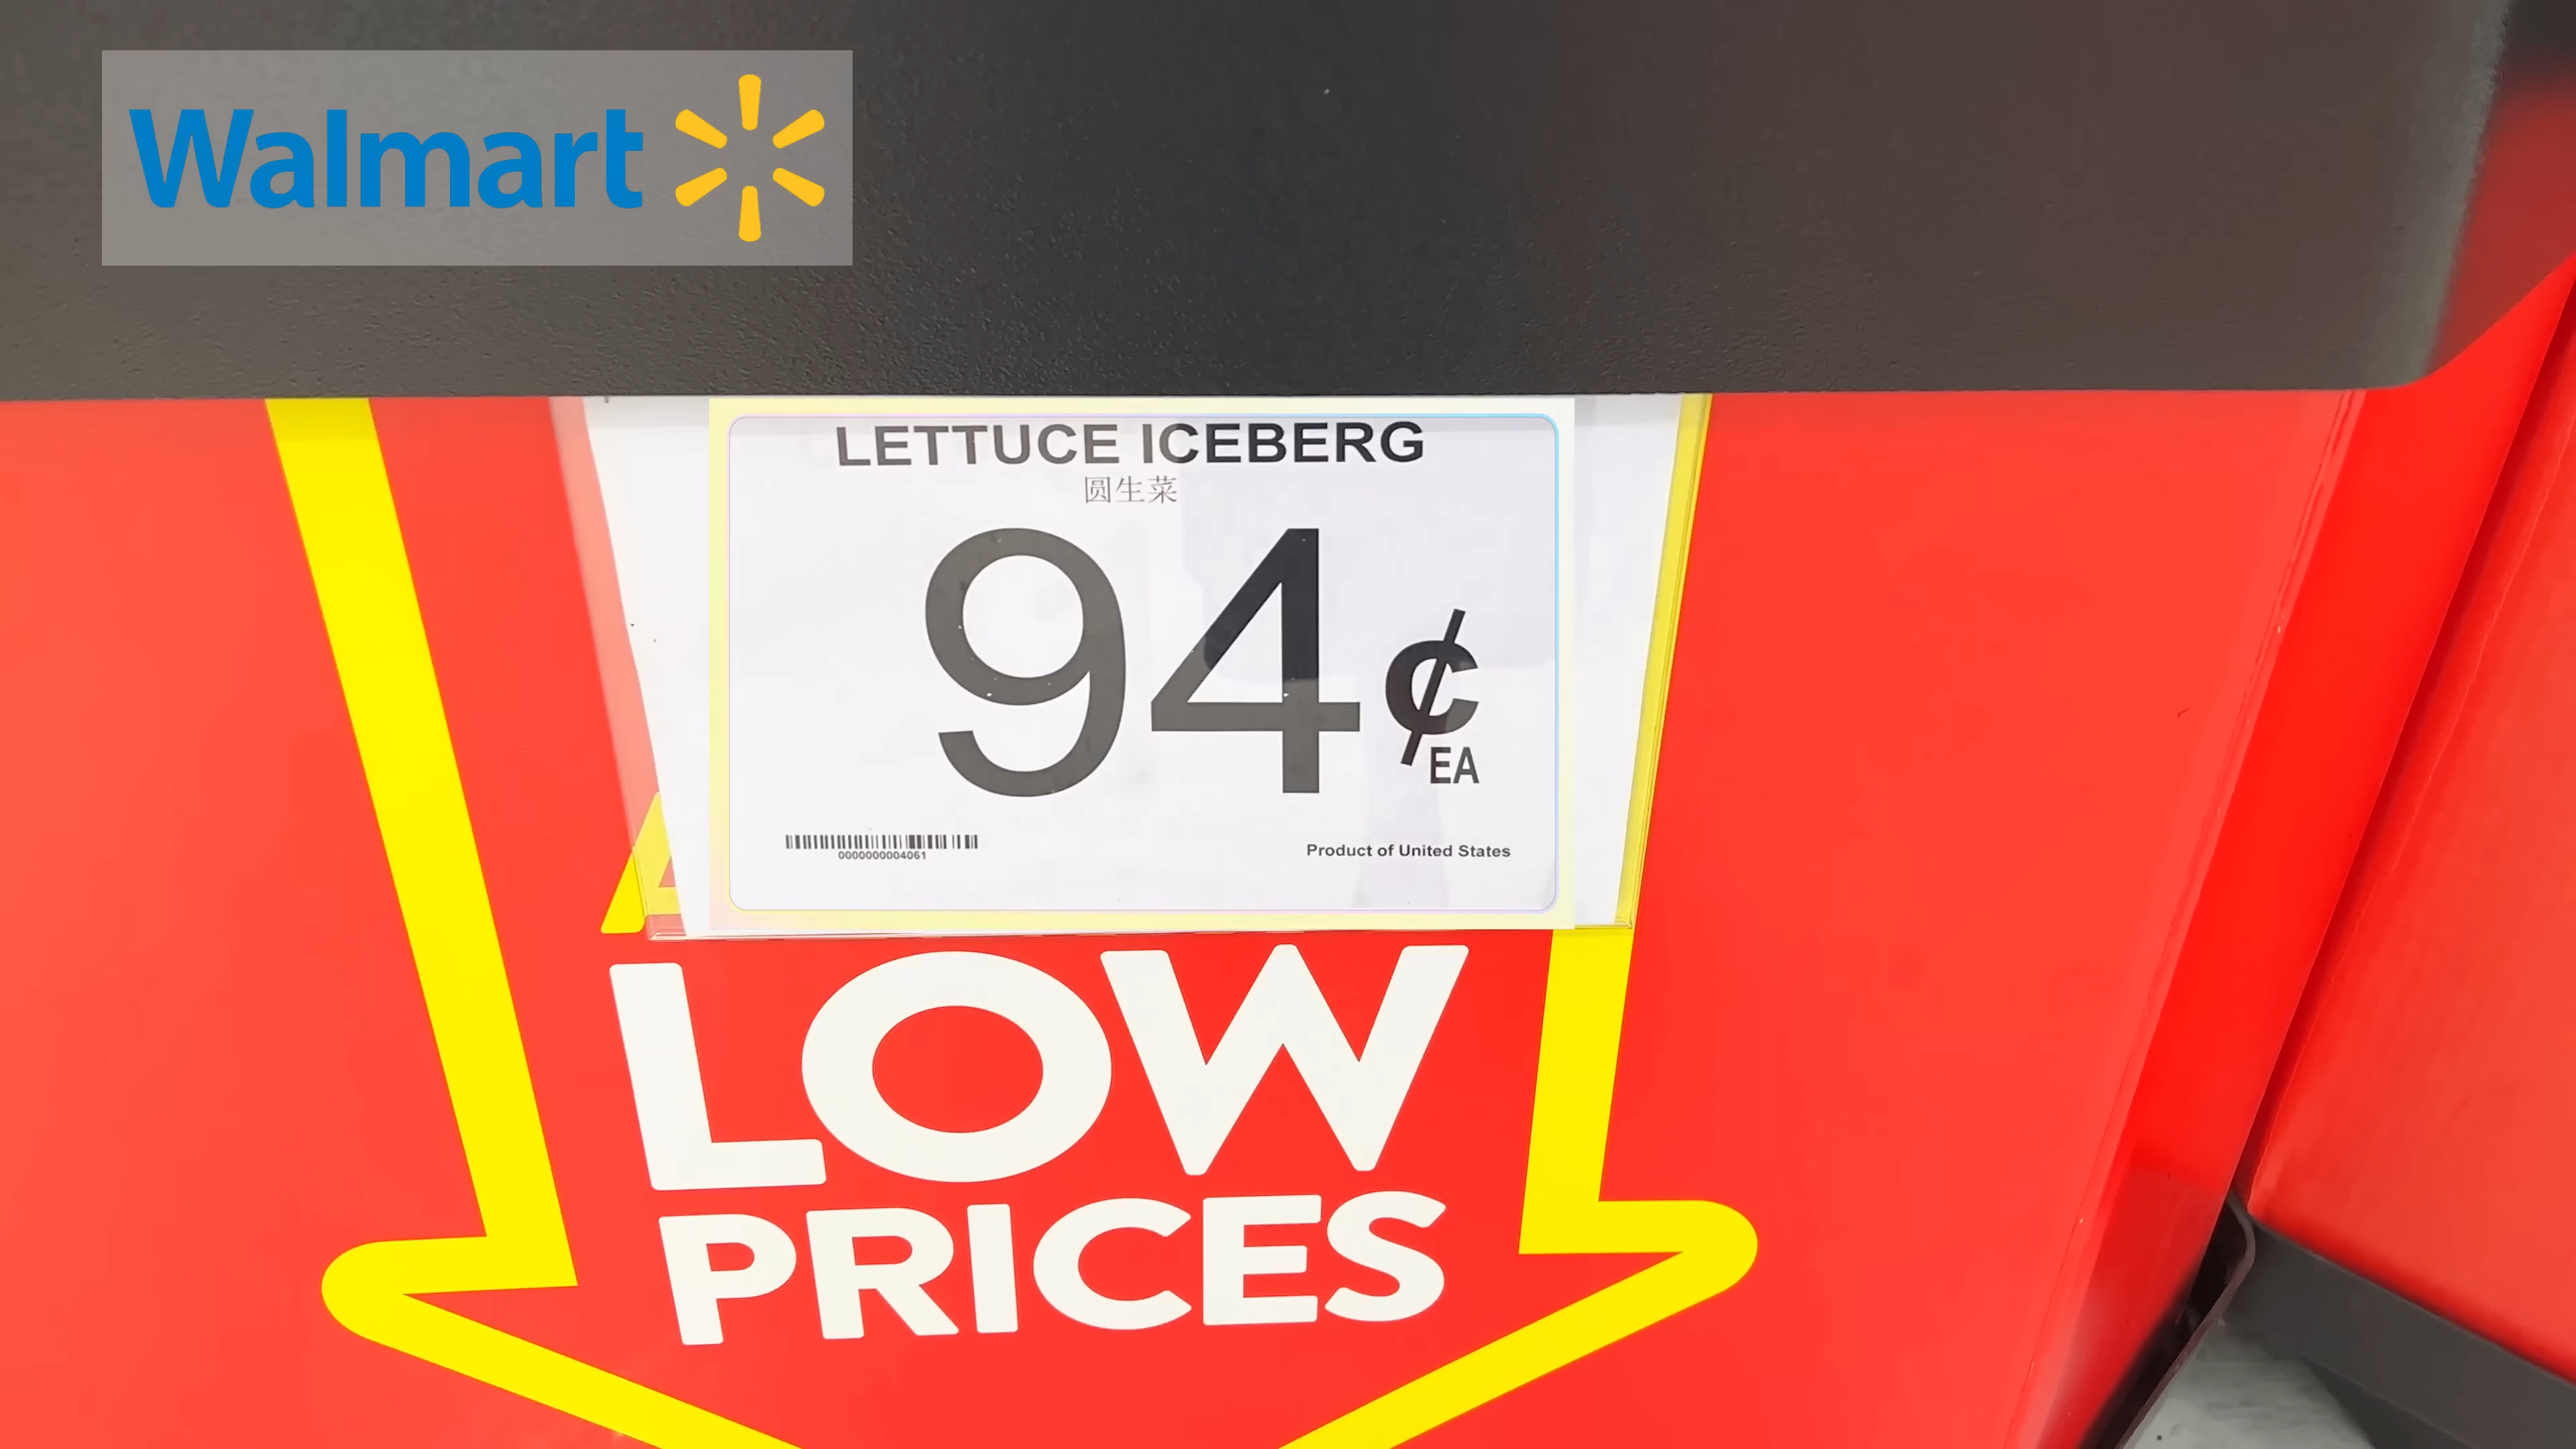 Walmart
LETTUCE ICEBERG
圆生菜
94¢
EA
0000000004061
Product of United States
LOW
PRICES